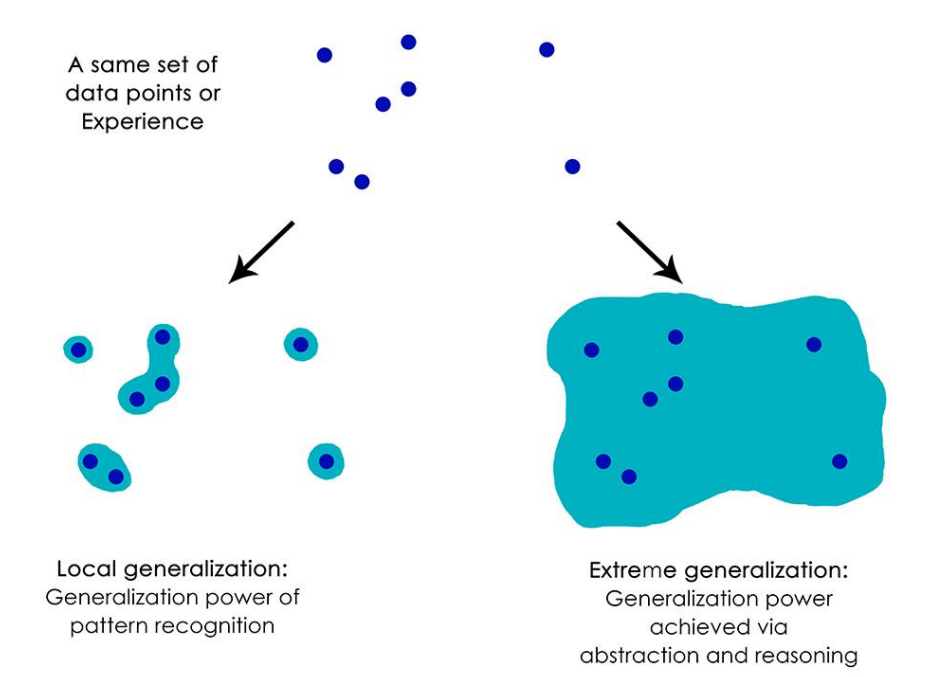 A same set of
data points or
Experience
Local generalization:
Generalization power of
pattern recognition
Extreme generalization:
Generalization power
achieved via
abstraction and reasoning